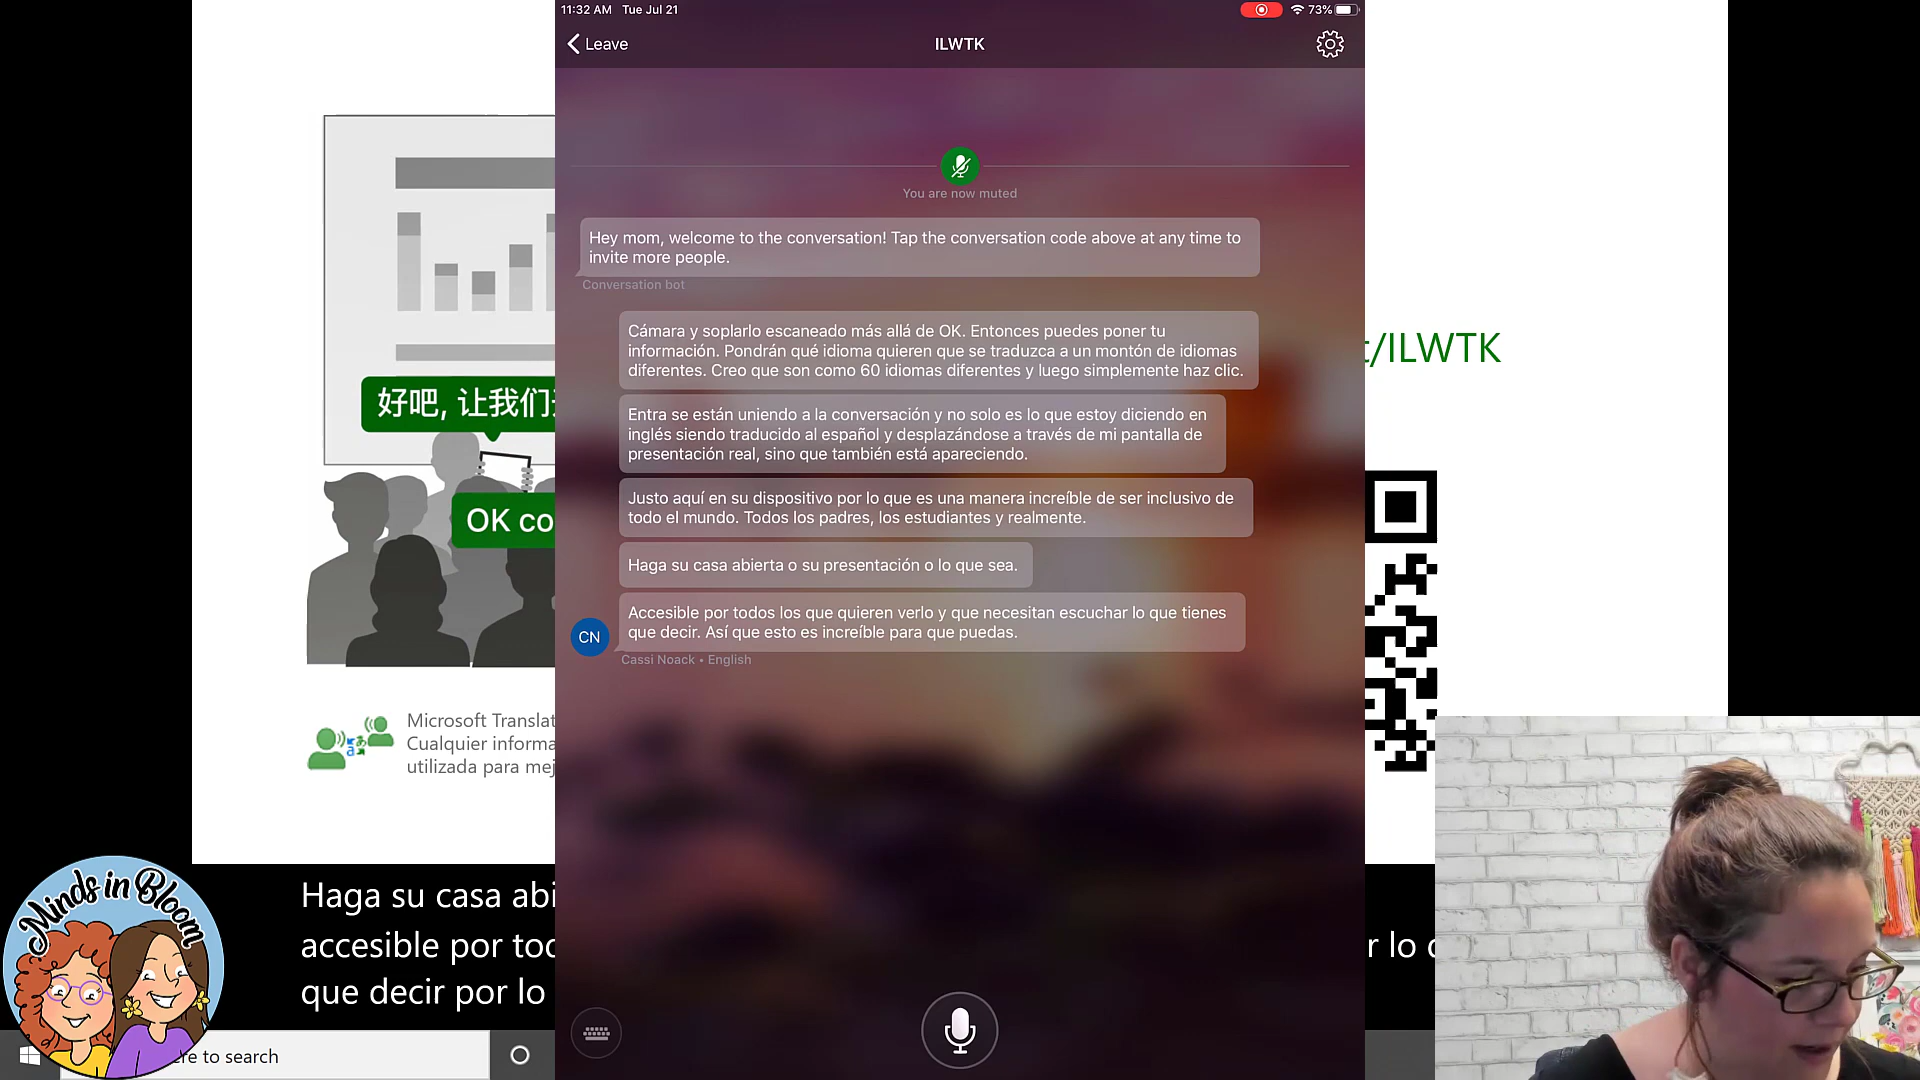 11:32 AM Tue Jul 21
73%
Leave
ILWTK
You are now muted
Hey mom, welcome to the conversation! Tap the conversation code above at any time to
invite more people.
Conversation bot
Cámara y soplarlo escaneado más allá de OK. Entonces puedes poner tu
información. Pondrán qué idioma quieren que se traduzca a un montón de idiomas
diferentes. Creo que son como 60 idiomas diferentes y luego simplemente haz clic.
Entra se están uniendo a la conversación y no solo es lo que estoy diciendo en
inglés siendo traducido al español y desplazándose a través de mi pantalla de
presentación real, sino que también está apareciendo.
Justo aquí en su dispositivo por lo que es una manera increíble de ser inclusivo de
todo el mundo. Todos los padres, los estudiantes y realmente.
Haga su casa abierta o su presentación o lo que sea.
Accesible por todos los que quieren verlo y que necesitan escuchar lo que tienes
que decir. Así que esto es increíble para que puedas.
CN
Cassi Noack • English
/ILWTK
好吧, 让我们
OK co
Microsoft Translat
Cualquier informa
utilizada para mej
Haga su casa abi
accesible por to
r lo
que decir por lo
Minds in Bloom
re to search